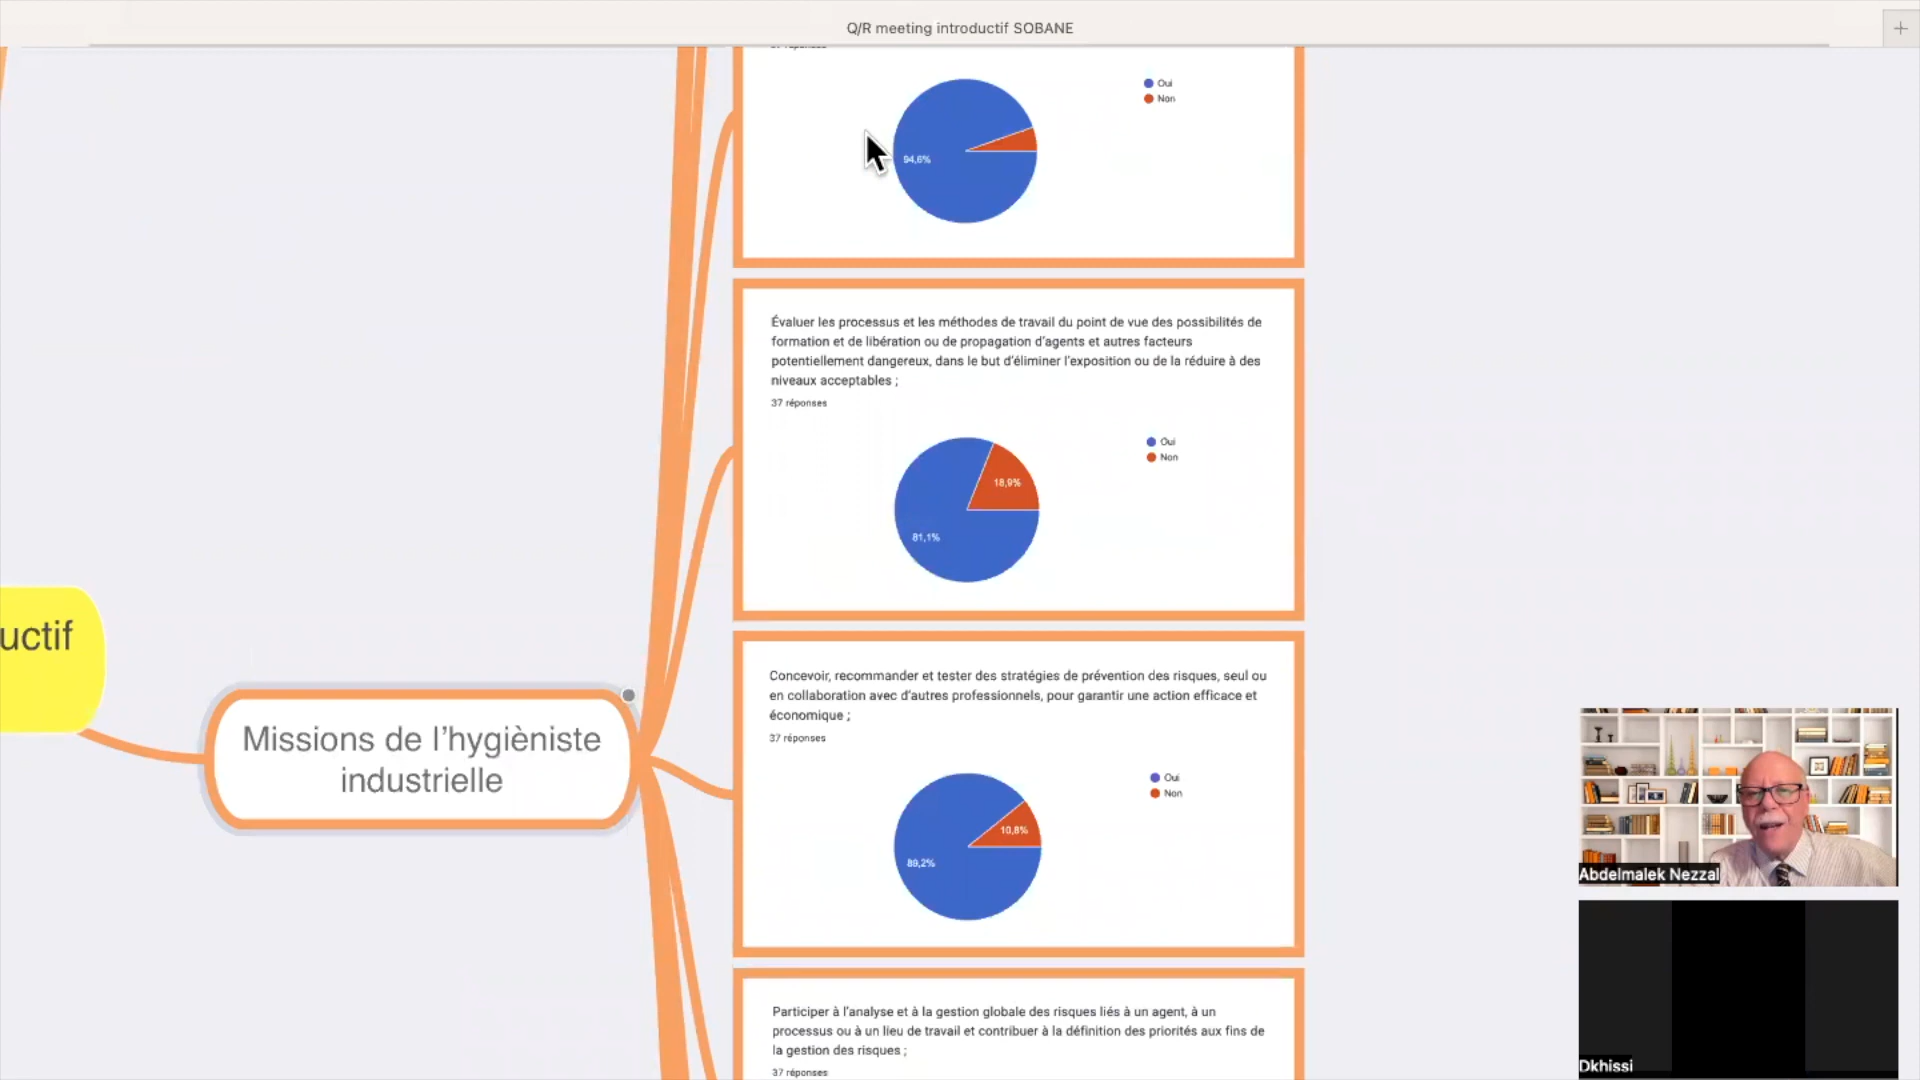 Q/R meeting introductif SOBANE
37 réponses
Oui
Non
94,6%
Évaluer les processus et les méthodes de travail du point de vue des possibilités de
formation et de libération ou de propagation d'agents et autres facteurs
potentiellement dangereux, dans le but d'éliminer l'exposition ou de la réduire à des
niveaux acceptables ;
37 réponses
Oui
Non
18,9%
81,1%
uctif
Missions de l'hygièniste
industrielle
Concevoir, recommander et tester des stratégies de prévention des risques, seul ou
en collaboration avec d'autres professionnels, pour garantir une action efficace et
économique ;
37 réponses
Oui
Non
10,8%
89,2%
Participer à l'analyse et à la gestion globale des risques liés à un agent, à un
processus ou à un lieu de travail et contribuer à la définition des priorités aux fins de
la gestion des risques ;
37 réponses
Abdelmalek Nezzal
Dkhissi